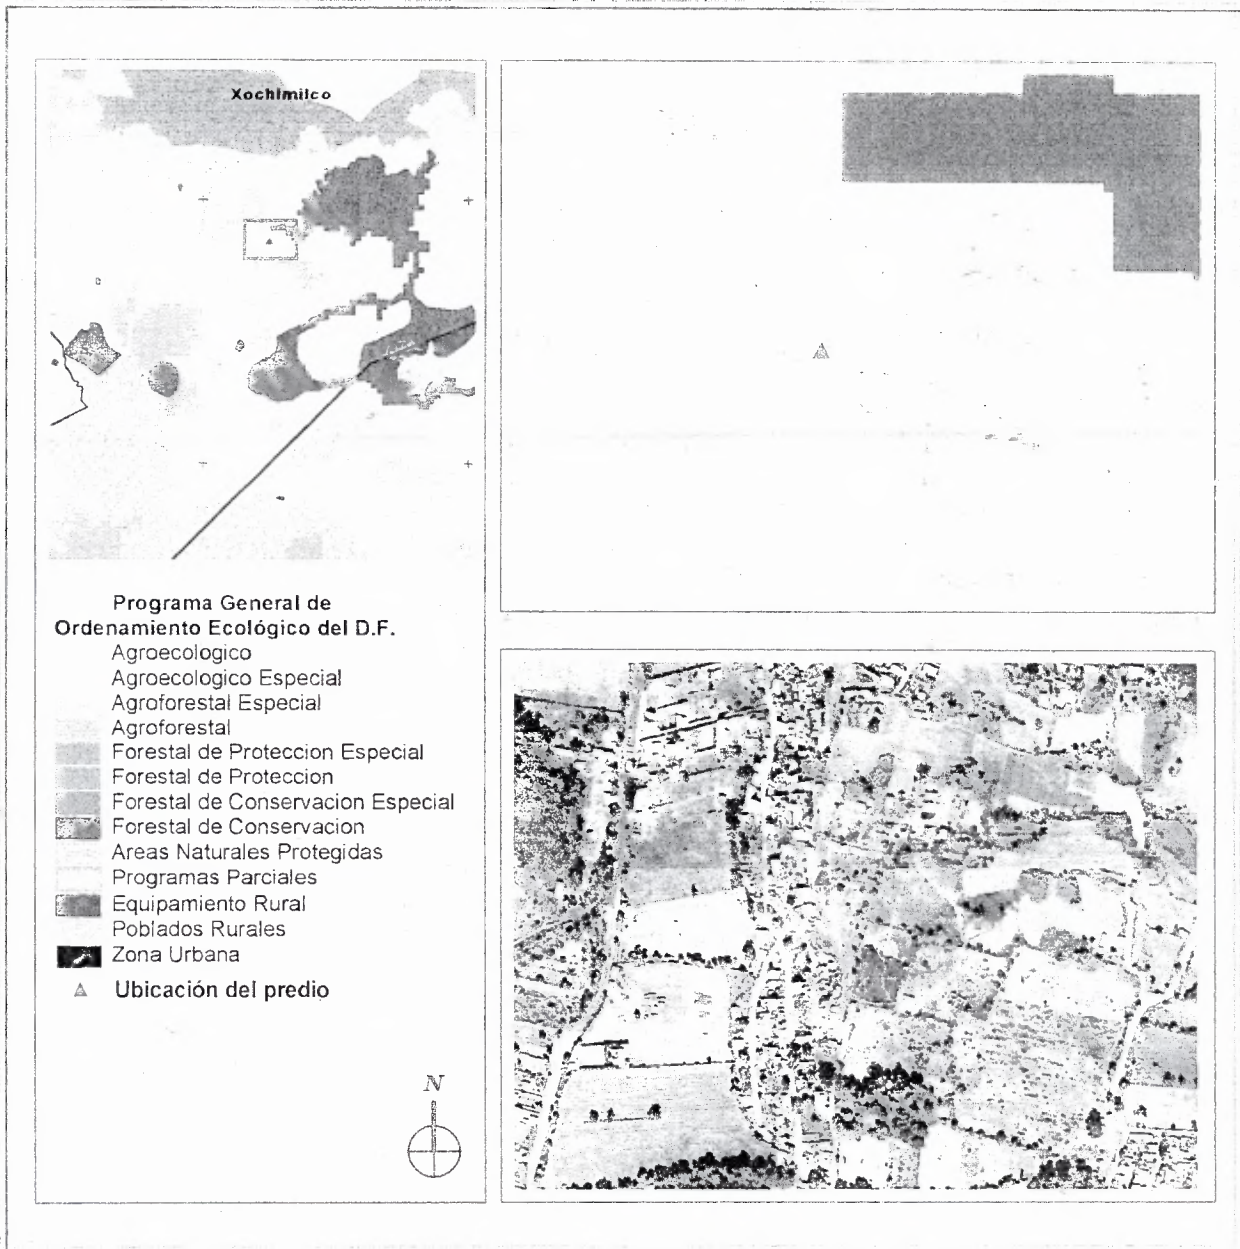 Xochimilco
Programa General de
Ordenamiento Ecológico del D.F.
Agroecologico
Agroecologico Especial
Agroforestal Especial
Agroforestal
Forestal de Proteccion Especial
Forestal de Proteccion
Forestal de Conservacion Especial
Forestal de Conservacion
Areas Naturales Protegidas
Programas Parciales
Equipamiento Rural
Poblados Rurales
Zona Urbana
Ubicación del predio
N